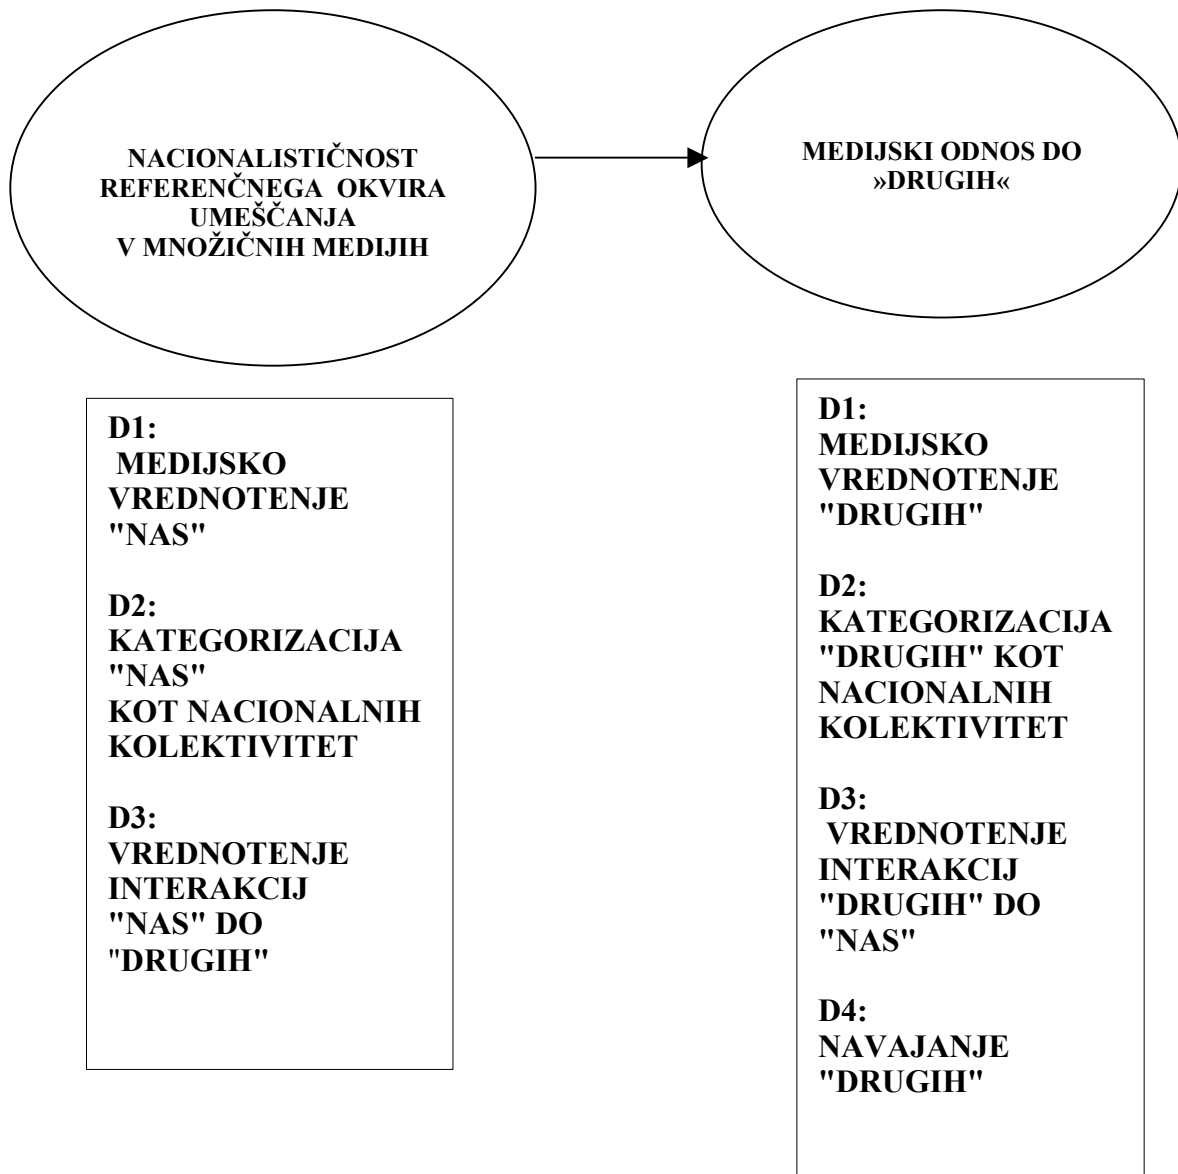 NACIONALISTIČNOST
REFERENČNEGA OKVIRA
UMEŠČANJA
V MNOŽIČNIH MEDIJIH
MEDIJSKI ODNOS DO
»DRUGIH«
D1:
MEDIJSKO
VREDNOTENJE
"NAS"
D2:
KATEGORIZACIJA
"NAS"
KOT NACIONALNIH
KOLEKTIVITET
D3:
VREDNOTENJE
INTERAKCIJ
"NAS" DO
"DRUGIH"
D1:
MEDIJSKO
VREDNOTENJE
"DRUGIH"
D2:
KATEGORIZACIJA
"DRUGIH" KOT
NACIONALNIH
KOLEKTIVITET
D3:
VREDNOTENJE
INTERAKCIJ
"DRUGIH" DO
"NAS"
D4:
NAVAJANJE
"DRUGIH"